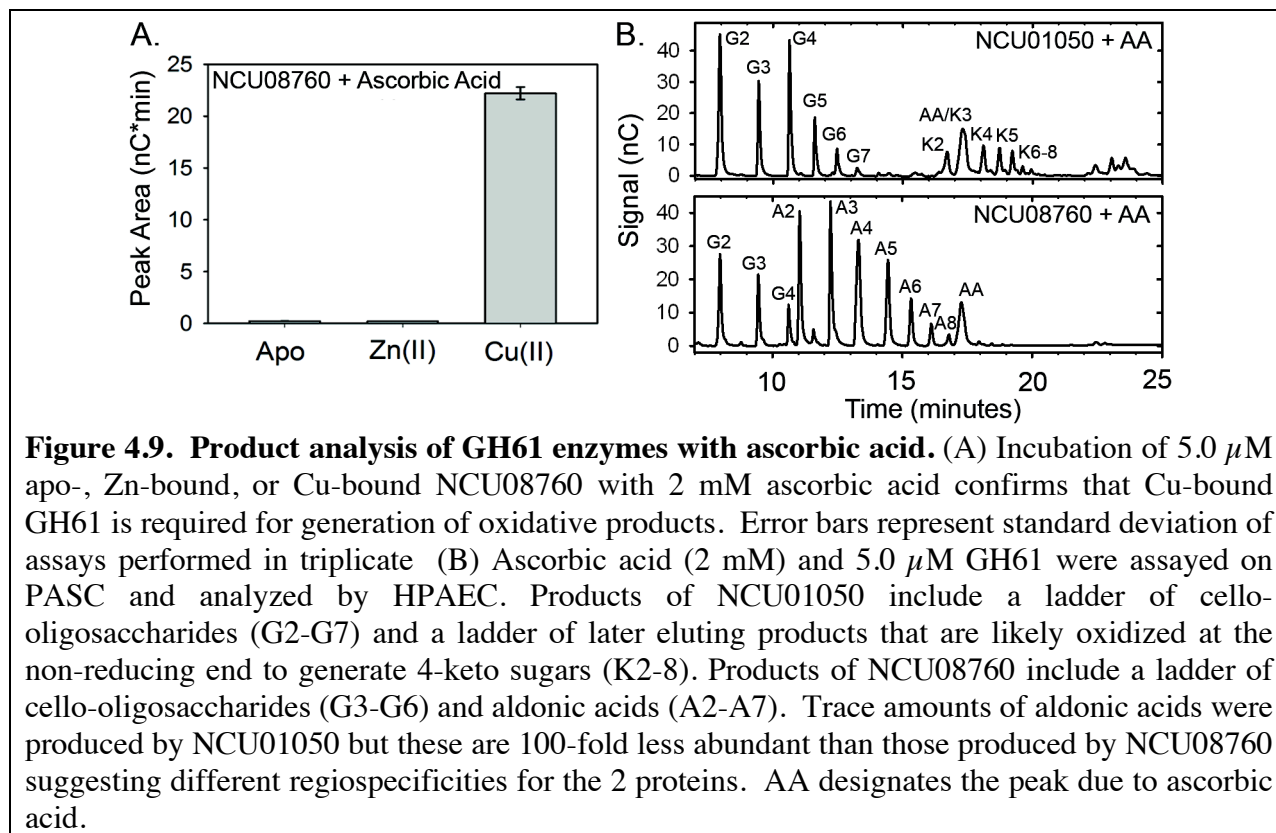 A.
NCU08760 + Ascorbic Acid
Peak Area (nC*min)
25
20
15
10
5
0
Apo
Zn(II)
Cu(II)
B.
NCU01050 + AA
Signal (nC)
40
30
20
10
0
G2
G3
G4
G5
G6
G7
K2
AA/K3
K4
K5
K6-8
NCU08760 + AA
40
30
20
10
0
G2
G3
G4
A2
A3
A4
A5
A6
A7
A8
AA
10
15
20
25
Time (minutes)
Figure 4.9. Product analysis of GH61 enzymes with ascorbic acid. (A) Incubation of 5.0 µM
apo-, Zn-bound, or Cu-bound NCU08760 with 2 mM ascorbic acid confirms that Cu-bound
GH61 is required for generation of oxidative products. Error bars represent standard deviation of
assays performed in triplicate (B) Ascorbic acid (2 mM) and 5.0 µM GH61 were assayed on
PASC and analyzed by HPAEC. Products of NCU01050 include a ladder of cello-
oligosaccharides (G2-G7) and a ladder of later eluting products that are likely oxidized at the
non-reducing end to generate 4-keto sugars (K2-8). Products of NCU08760 include a ladder of
cello-oligosaccharides (G3-G6) and aldonic acids (A2-A7). Trace amounts of aldonic acids were
produced by NCU01050 but these are 100-fold less abundant than those produced by NCU08760
suggesting different regiospecificities for the 2 proteins. AA designates the peak due to ascorbic
acid.